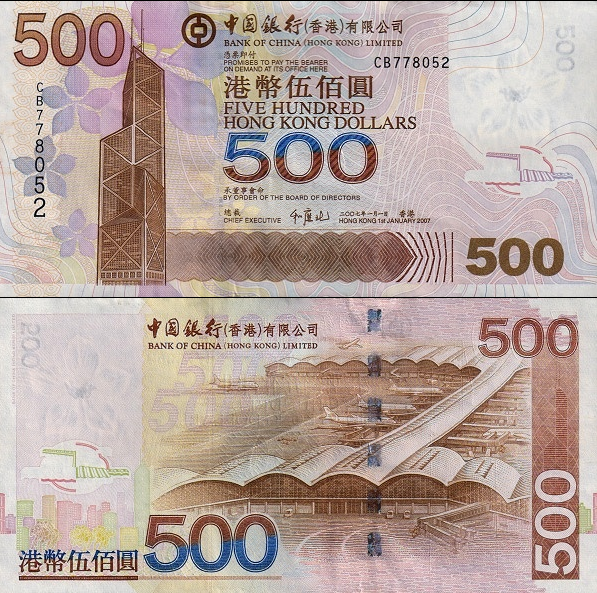 500
中國銀行(香港)有限公司
BANK OF CHINA (HONG KONG) LIMITED
憑票即付
PROMISES TO PAY THE BEARER
ON DEMAND AT ITS OFFICE HERE
CB778052
港幣伍佰圓
FIVE HUNDRED
HONG KONG DOLLARS
500
CB778052
承董事會命
BY ORDER OF THE BOARD OF DIRECTORS
總裁
CHIEF EXECUTIVE
二〇〇七年一月一日 香港
HONG KONG 1ST JANUARY 2007
500
500
中國銀行(香港)有限公司
BANK OF CHINA (HONG KONG) LIMITED
500
500
500
500
500
港幣伍佰圓
500
500